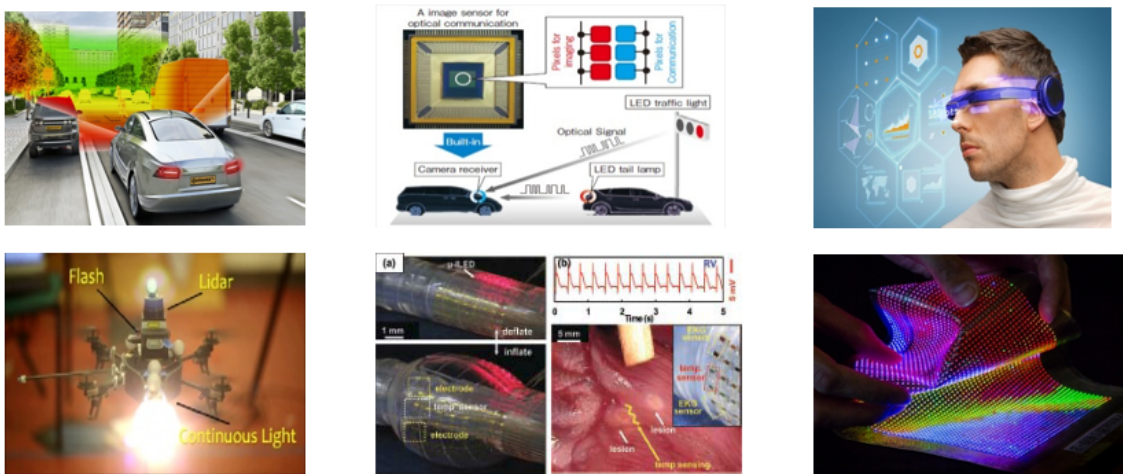 A image sensor for
optical communication
Pixels for
imaging
Pixels for
Communication
LED traffic light
Optical Signal
Built-in
Camera receiver
LED tail lamp
Flash
Lidar
Continuous Light
(a)
μ-ILED
1 mm
deflate
inflate
electrode
temp sensor
electrode
(b)
RV
5 mV
0 1 2 3 4 5
Time (s)
5 mm
EKG
sensor
temp
sensor
EKG
sensor
lesion
lesion
temp sensing